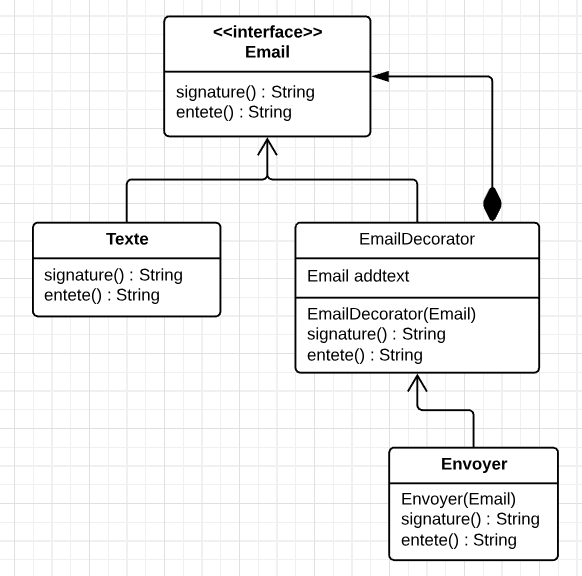 <<interface>>
Email
signature() : String
entete() : String
Texte
signature() : String
entete() : String
EmailDecorator
Email addtext
EmailDecorator(Email)
signature() : String
entete() : String
Envoyer
Envoyer(Email)
signature() : String
entete() : String